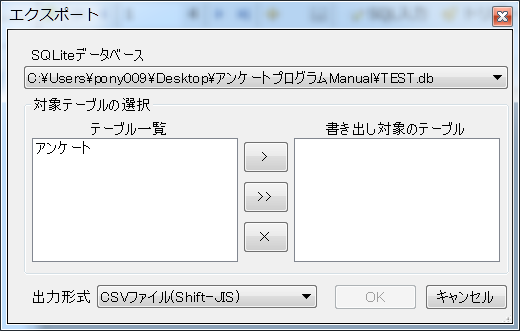 エクスポート
SQLiteデータベース
C:¥Users¥pony009¥Desktop¥アンケートプログラムManual¥TEST.db
対象テーブルの選択
テーブル一覧
書き出し対象のテーブル
アンケート
>
>>
×
出力形式 CSVファイル(Shift-JIS) OK キャンセル